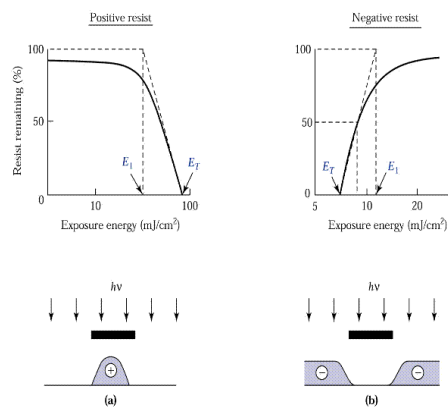 Positive resist
100
50
0
Resist remaining (%)
E1
ET
10
100
Exposure energy (mJ/cm²)
hν
+
(a)
Negative resist
100
50
0
ET
E1
5
10
20
Exposure energy (mJ/cm²)
hν
−
−
(b)